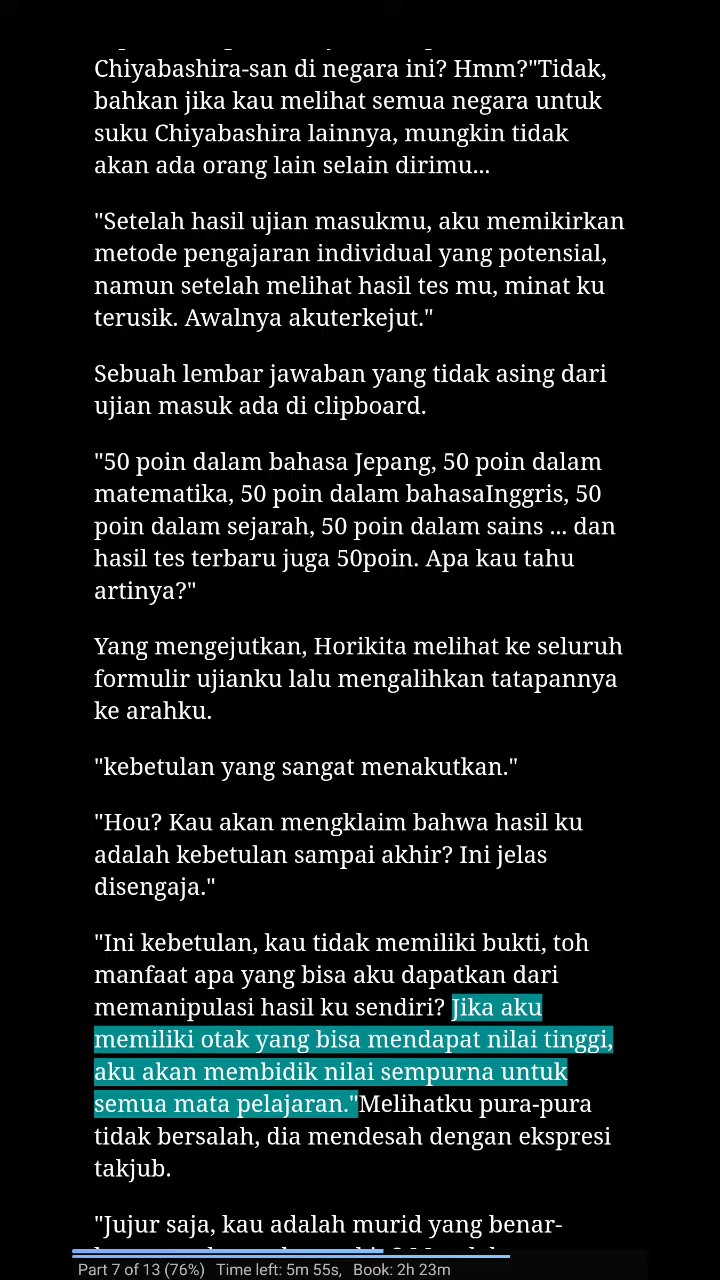 Chiyabashira-san di negara ini? Hmm?"Tidak,
bahkan jika kau melihat semua negara untuk
suku Chiyabashira lainnya, mungkin tidak
akan ada orang lain selain dirimu...
"Setelah hasil ujian masukmu, aku memikirkan
metode pengajaran individual yang potensial,
namun setelah melihat hasil tes mu, minat ku
terusik. Awalnya akuterkejut."
Sebuah lembar jawaban yang tidak asing dari
ujian masuk ada di clipboard.
"50 poin dalam bahasa Jepang, 50 poin dalam
matematika, 50 poin dalam bahasaInggris, 50
poin dalam sejarah, 50 poin dalam sains ... dan
hasil tes terbaru juga 50poin. Apa kau tahu
artinya?"
Yang mengejutkan, Horikita melihat ke seluruh
formulir ujianku lalu mengalihkan tatapannya
ke arahku.
"kebetulan yang sangat menakutkan."
"Hou? Kau akan mengklaim bahwa hasil ku
adalah kebetulan sampai akhir? Ini jelas
disengaja."
"Ini kebetulan, kau tidak memiliki bukti, toh
manfaat apa yang bisa aku dapatkan dari
memanipulasi hasil ku sendiri? Jika aku
memiliki otak yang bisa mendapat nilai tinggi,
aku akan membidik nilai sempurna untuk
semua mata pelajaran."Melihatku pura-pura
tidak bersalah, dia mendesah dengan ekspresi
takjub.
"Jujur saja, kau adalah murid yang benar-
Part 7 of 13 (76%) Time left: 5m 55s, Book: 2h 23m